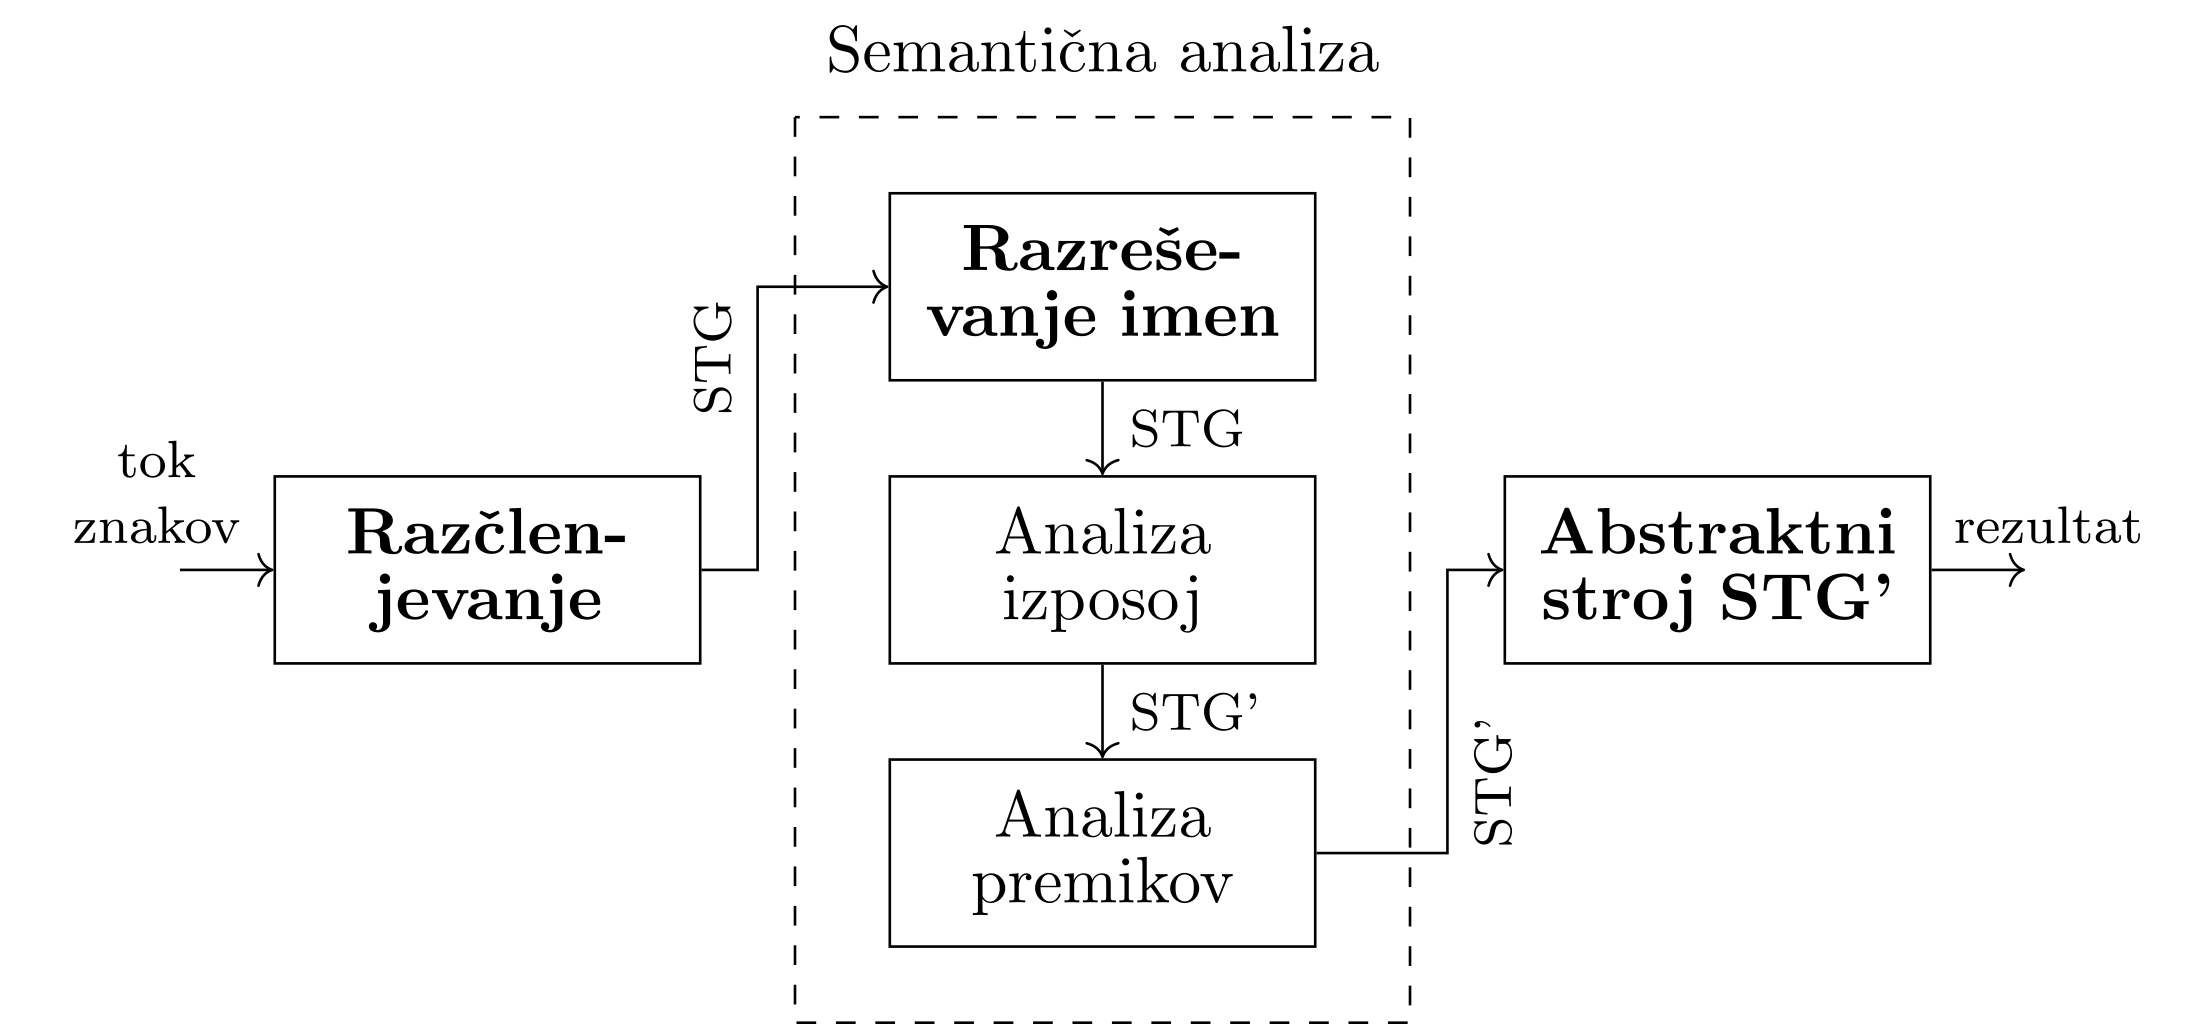 Semantična analiza
tok
znakov
Razčlen-
jevanje
STG
Razreše-
vanje imen
STG
Analiza
izposoj
STG’
Analiza
premikov
STG’
Abstraktni
stroj STG’
rezultat